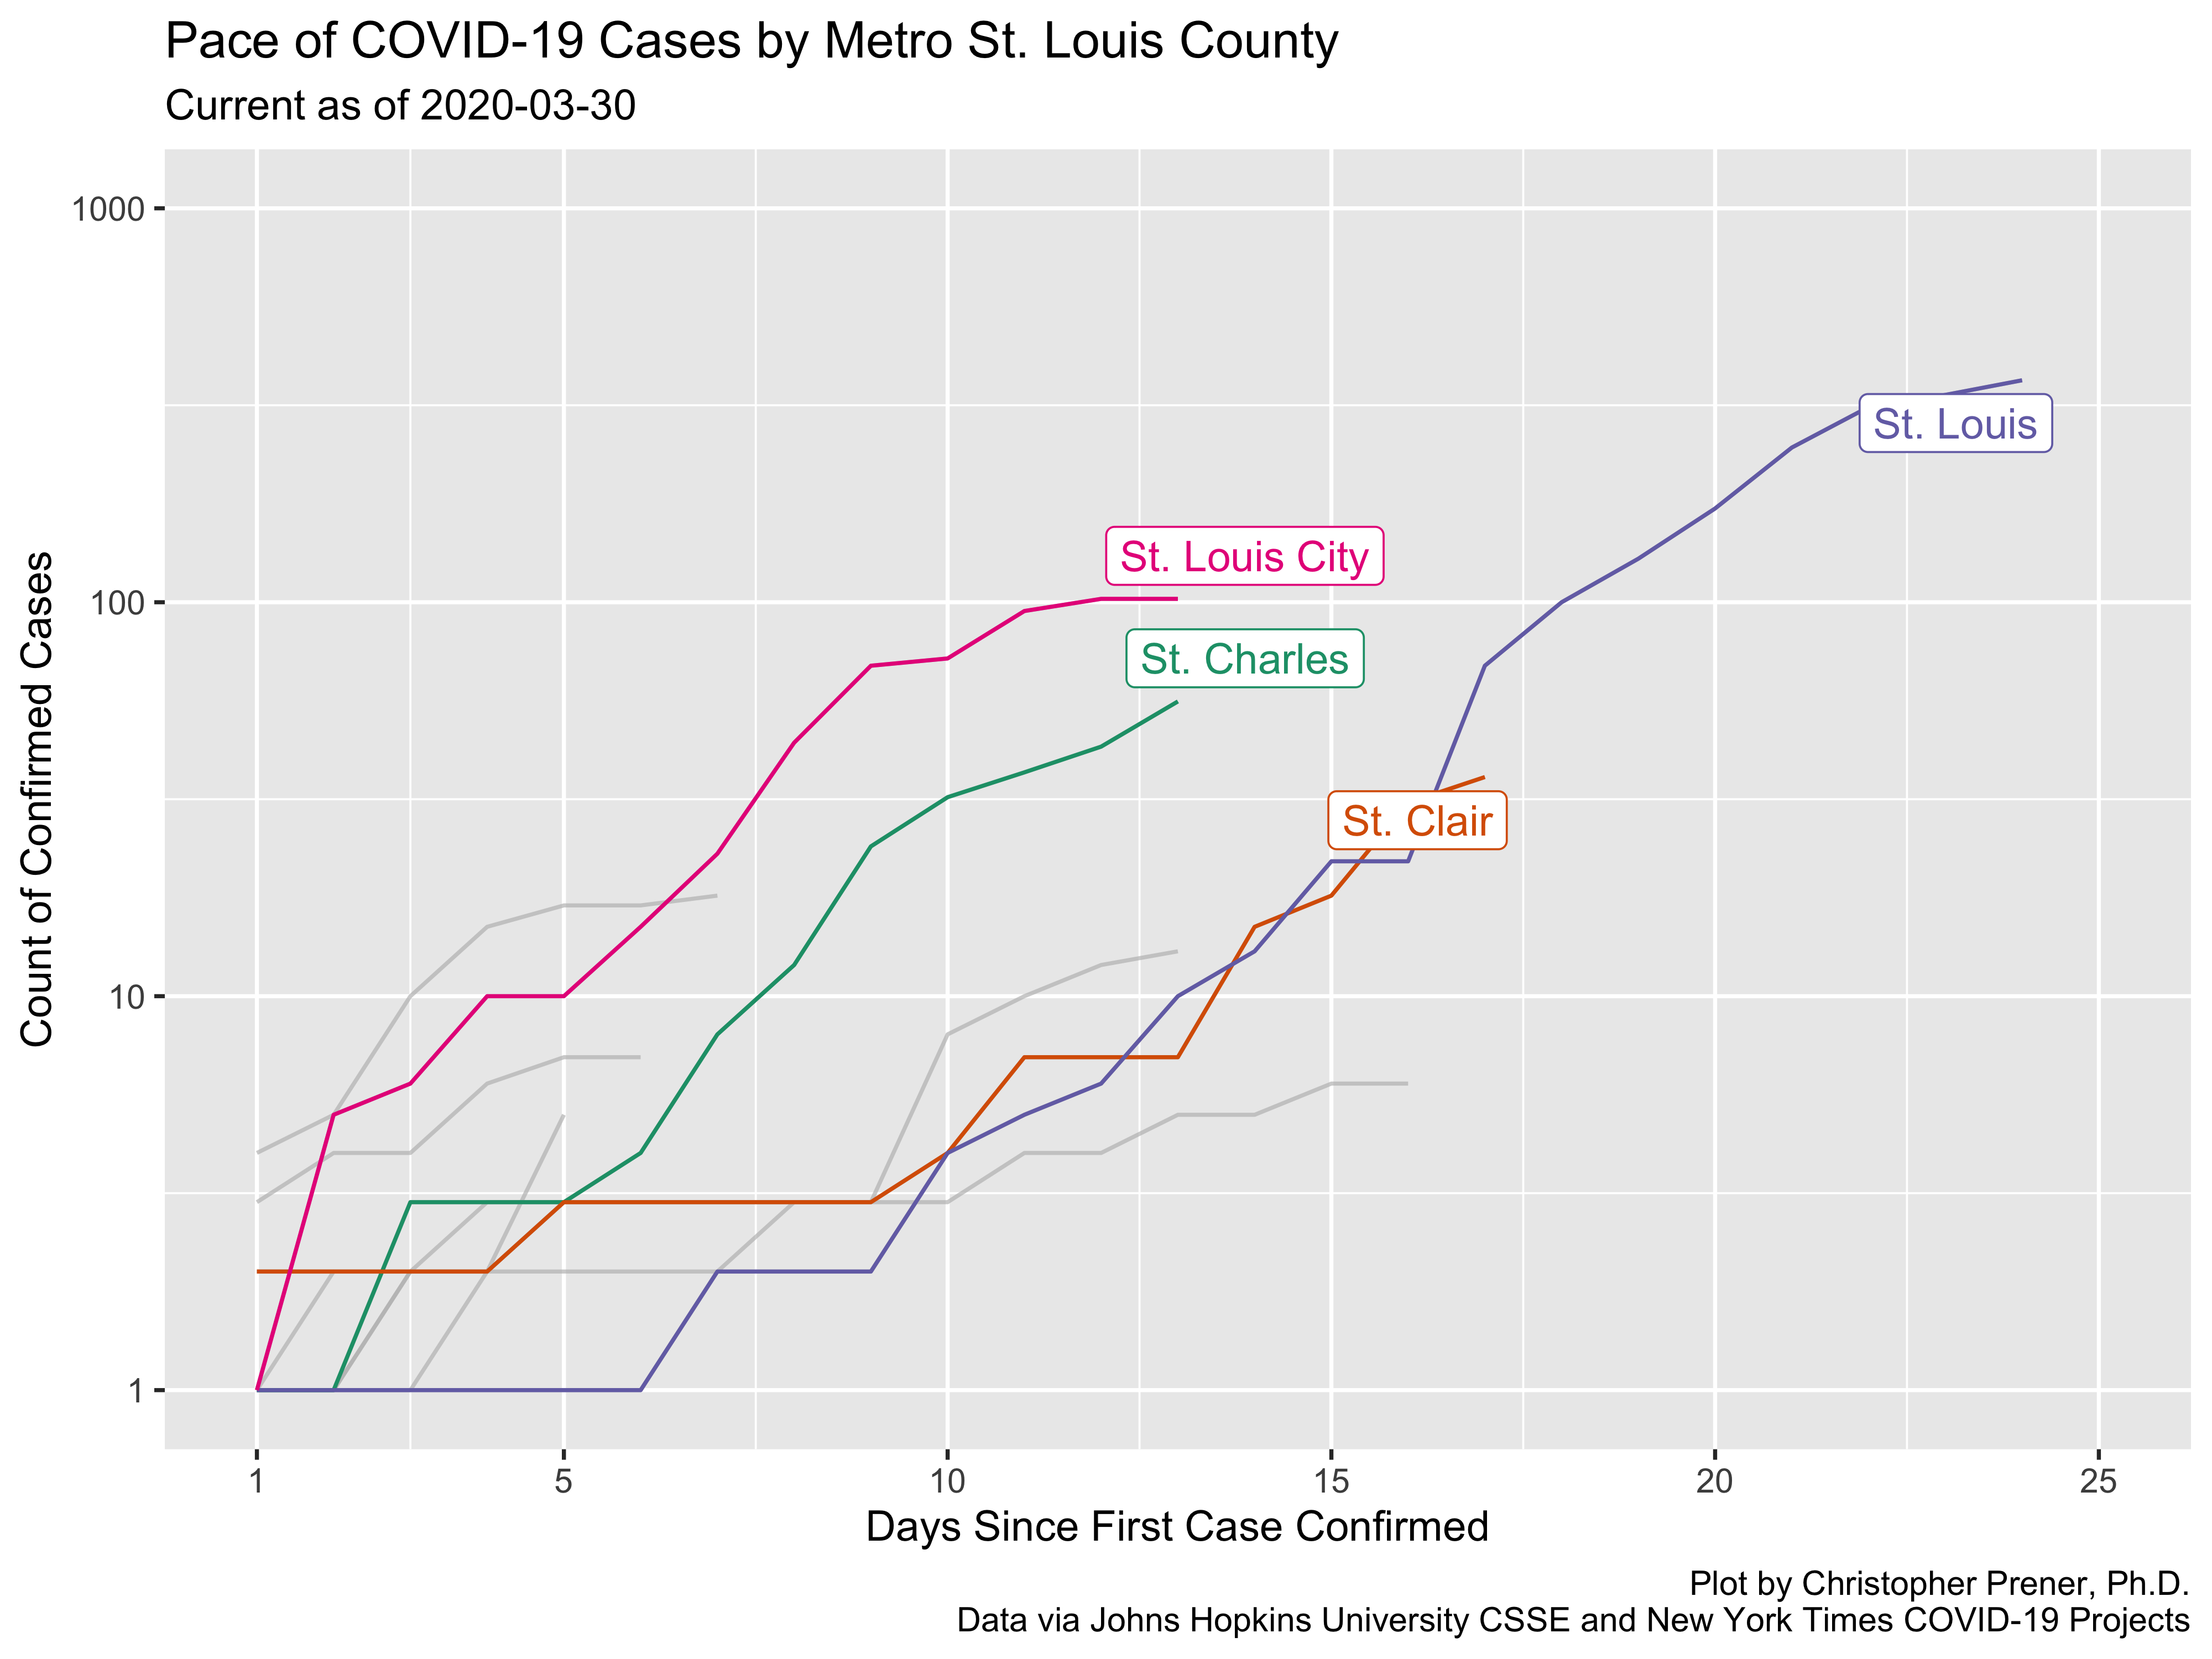 Pace of COVID-19 Cases by Metro St. Louis County
Current as of 2020-03-30
Count of Confirmed Cases
1000
100
10
1
St. Louis
St. Louis City
St. Charles
St. Clair
1 5 10 15 20 25
Days Since First Case Confirmed
Plot by Christopher Prener, Ph.D.
Data via Johns Hopkins University CSSE and New York Times COVID-19 Projects